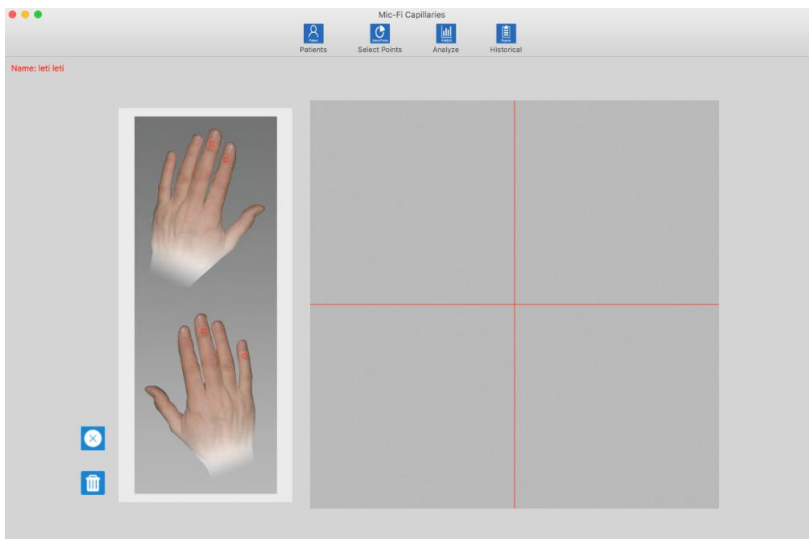 Mic-Fi Capillaries
Patients Select Points Analyze Historical
Name: leti leti